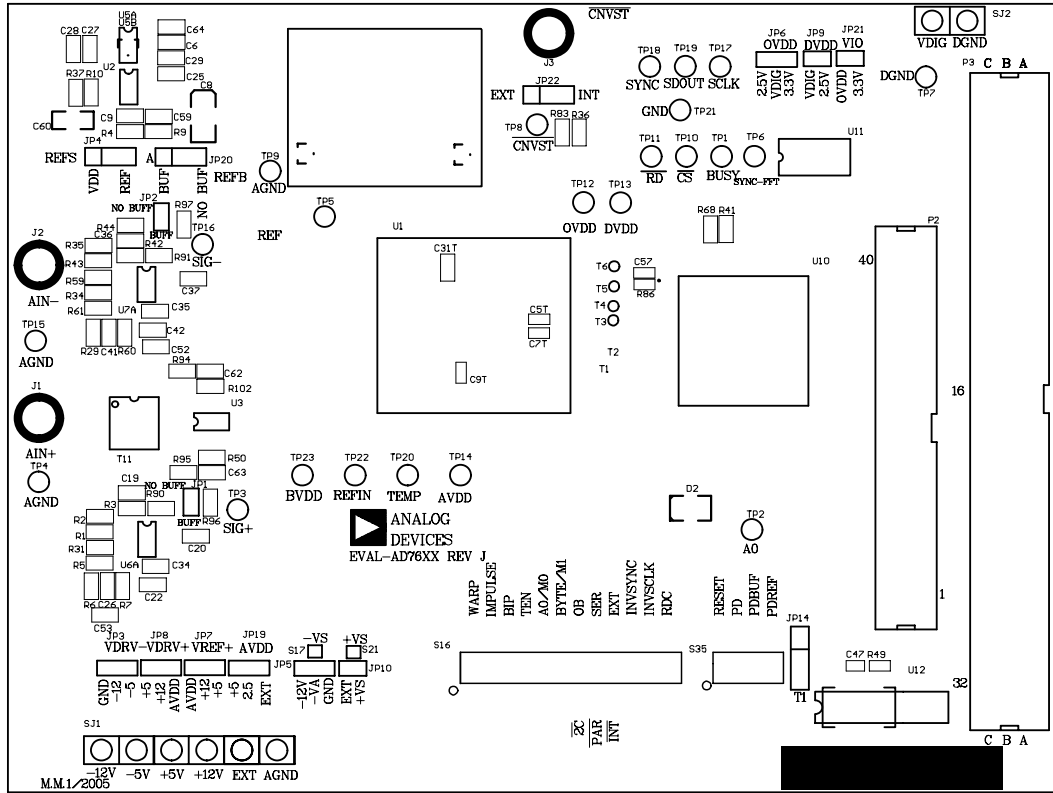 U5A
U5B
C28 C27
C64
C6
C29
C25
U2
R37 R10
C8
C60
C9
R4
C59
R9
JP4
REFS
VDD
REF
A
JP20
REFB
BUF
NO BUF
CNVST
J3
JP22
EXT INT
TP8
CNVST
R83 R36
TP18 TP19 TP17
SYNC SDOUT SCLK
GND
TP21
JP6 JP9 JP21
OVDD DVDD VIO
2.5V
VDIG
3.3V
VDIG
2.5V
OVDD
3.3V
SJ2
VDIG DGND
DGND
TP7
P3
C B A
TP11 TP10 TP1 TP6
RD CS BUSY SYNC-FFT
U11
TP9
AGND
TP5
REF
TP12 TP13
OVDD DVDD
R68 R41
P2
40
JP2
NO BUFF
BUFF
R97
TP16
SIG-
R44
C36
R42
R91
C37
J2
AIN-
R35
R43
R59
R34
R61
U7A
C35
C42
C52
R29 C41 R60
TP15
AGND
R94
C62
R102
U1
C31T
C5T
C7T
C9T
T6
T5
T4
T3
T2
T1
C57
R86
U10
16
J1
AIN+
TP4
AGND
T11
U3
R50
C63
R95
C19
NO BUFF
JP1
BUFF
R90
R96
TP3
SIG+
R3
R2
R1
R31
R5
U6A
C20
C34
C22
R6 C26 R7
C53
TP23 TP22 TP20 TP14
BVDD REFIN TEMP AVDD
ANALOG
DEVICES
EVAL-AD76XX REV J
D2
TP2
A0
1
WARP
IMPULSE
BIP
TEN
A0/M0
BYTE/M1
OB
SER
EXT
INVSYNC
INVSCLK
RDC
RESET
PD
PDBUF
PDREF
JP3 JP8 JP7 JP19
VDRV- VDRV+ VREF+ AVDD
GND
-12
-5
+5
+12
AVDD
AVDD
+12
+5
+5
2.5
EXT
-VS +VS
S17 S21
JP5 JP10
-12V
-VA
GND
EXT
+VS
S16
S35
JP14
T1
C47 R49
U12
32
2C
PAR
INT
SJ1
-12V -5V +5V +12V EXT AGND
M.M.1/2005
C B A